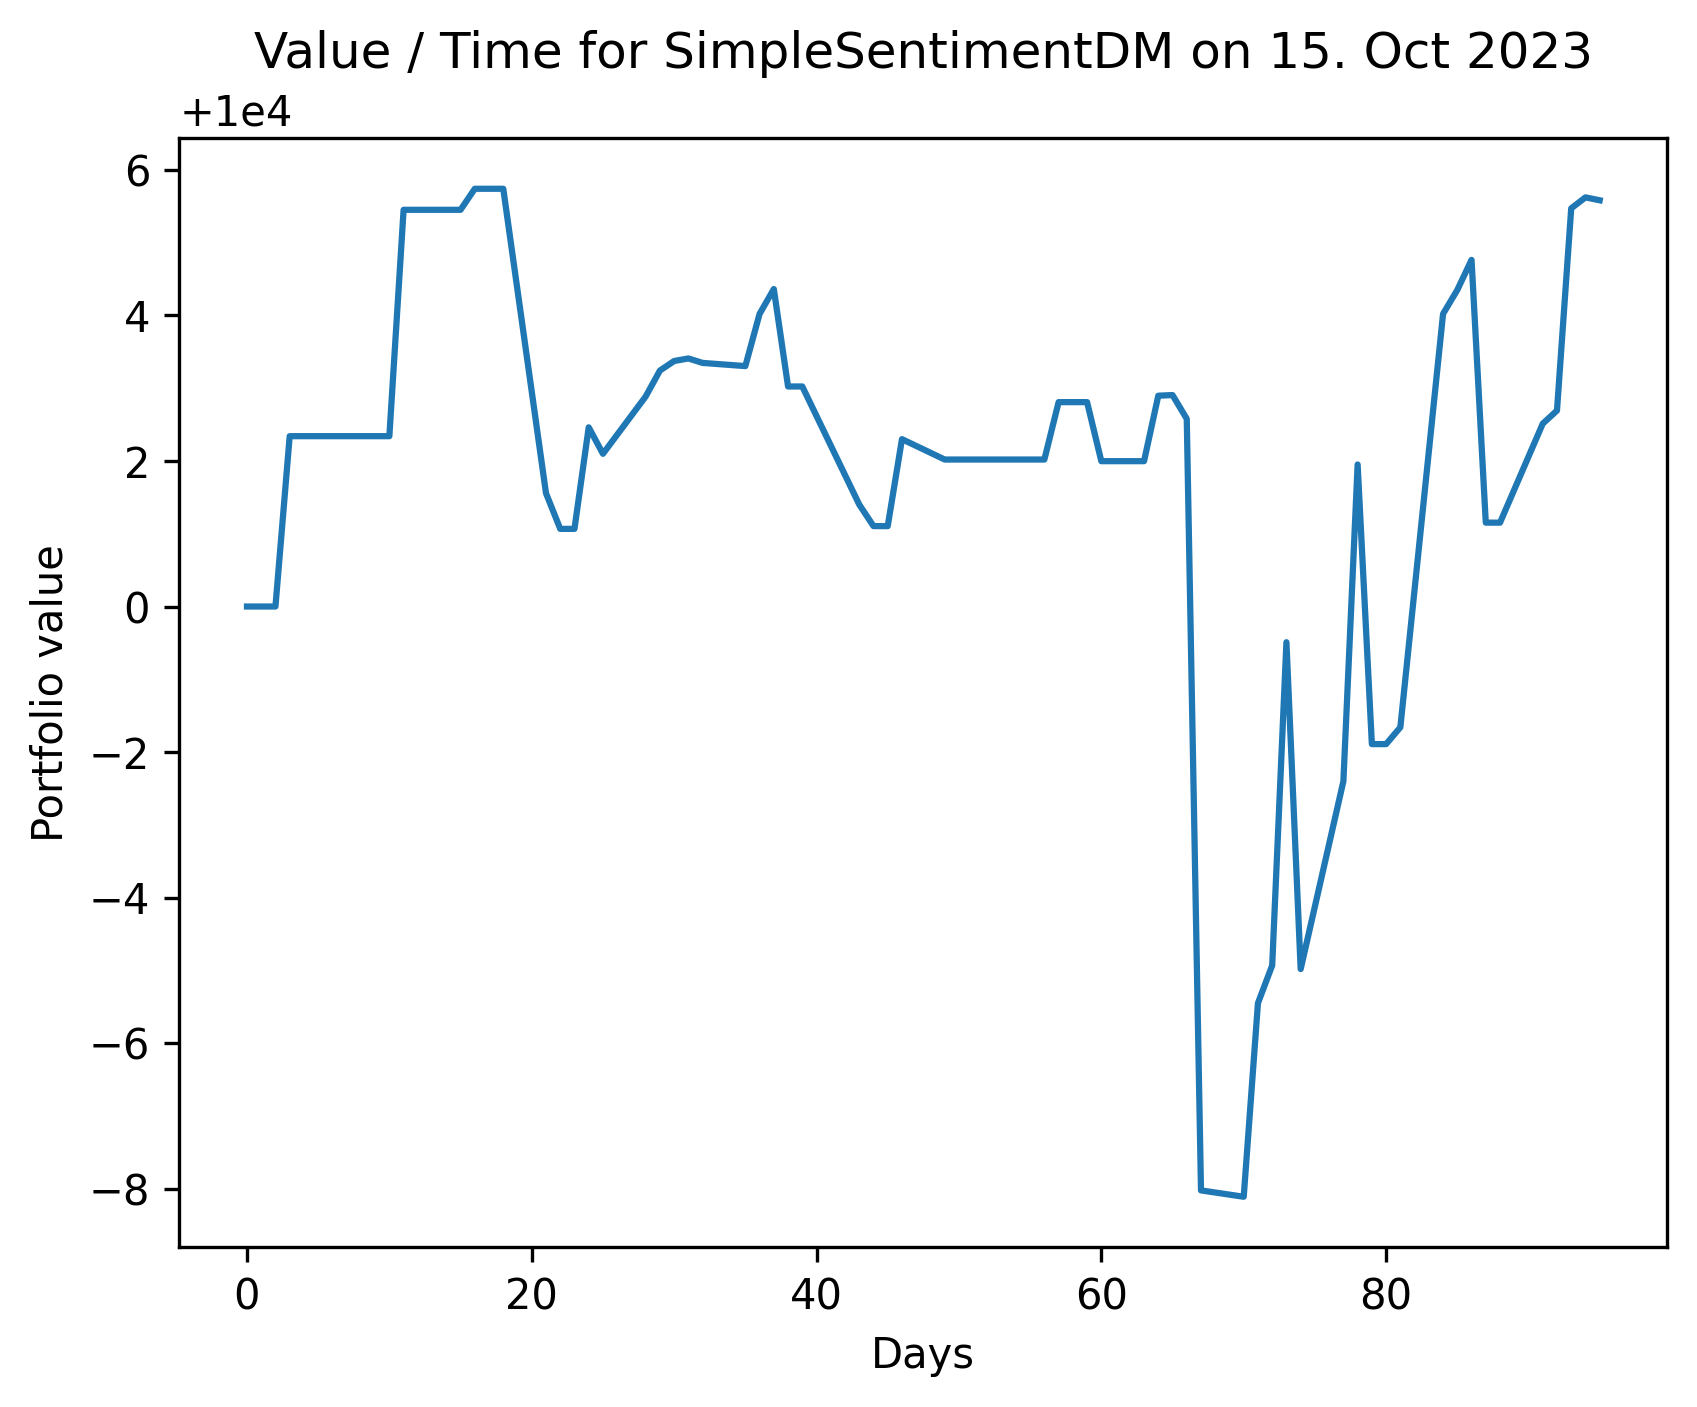 Value / Time for SimpleSentimentDM on 15. Oct 2023
+1e4
6
4
2
0
−2
−4
−6
−8
Portfolio value
0 20 40 60 80
Days